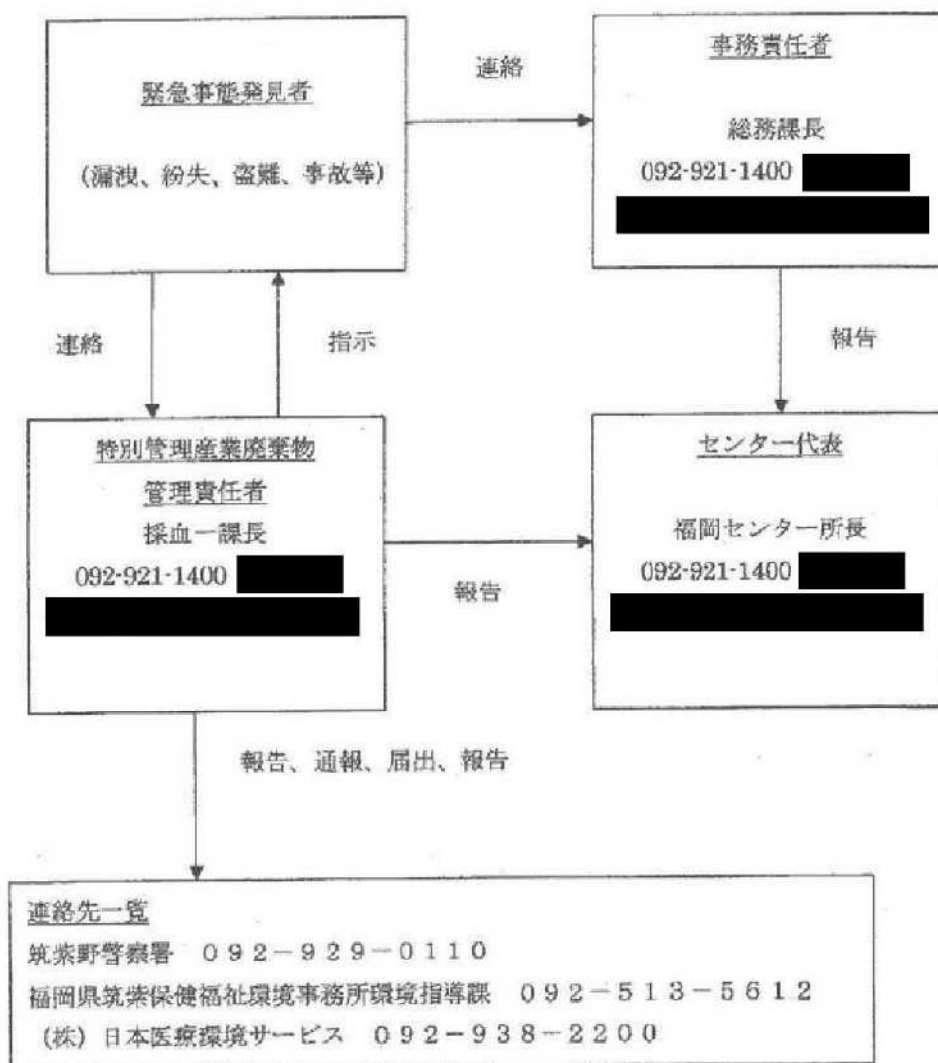 緊急事態発見者
(漏洩、紛失、盗難、事故等)
連絡
事務責任者
総務課長
092-921-1400
連絡
指示
報告
特別管理産業廃棄物
管理責任者
採血一課長
092-921-1400
報告
センター代表
福岡センター所長
092-921-1400
報告、通報、届出、報告
連絡先一覧
筑紫野警察署 092-929-0110
福岡県筑紫保健福祉環境事務所環境指導課 092-513-5612
(株)日本医療環境サービス 092-938-2200